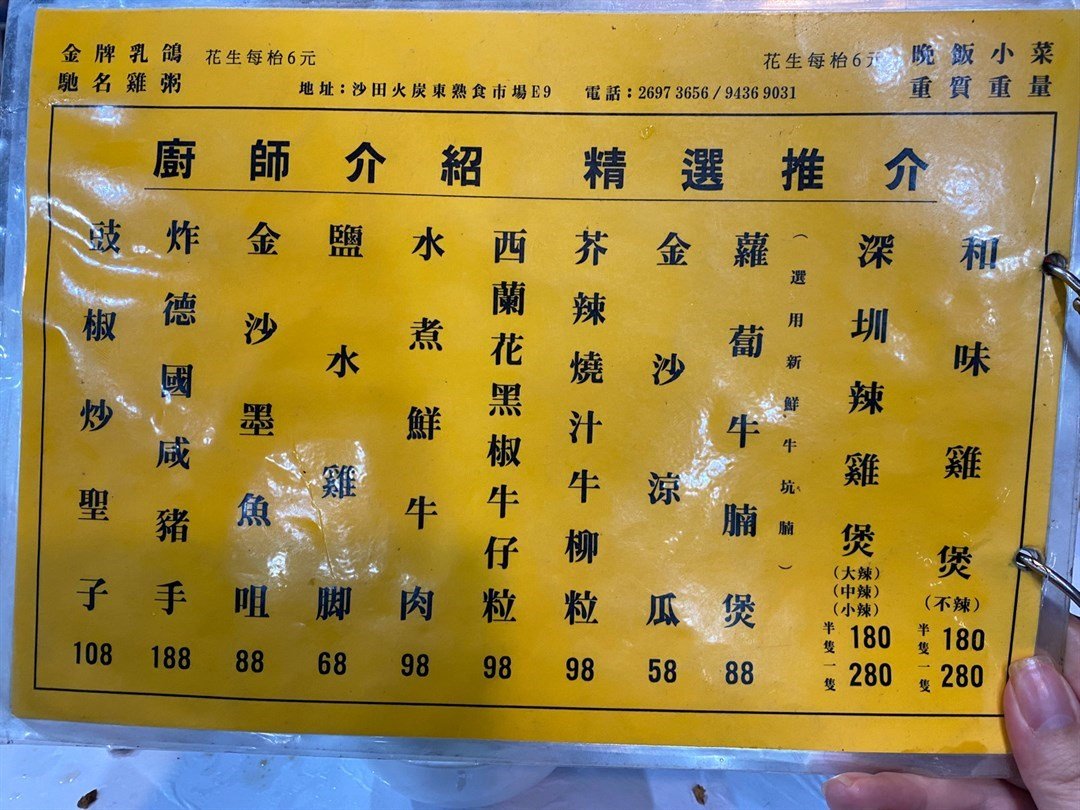 金牌乳鴿
馳名雞粥
花生每枱6元
花生每枱6元
晚飯小菜
重質重量
地址：沙田火炭東熟食市場E9 電話：2697 3656 / 9436 9031
廚師介紹 精選推介
和味雞煲
（不辣）
半隻 180
一隻 280
深圳辣雞煲
（大辣）
（中辣）
（小辣）
半隻 180
一隻 280
（選用新鮮牛坑腩）
蘿蔔牛腩煲
88
金沙涼瓜
58
芥辣燒汁牛柳粒
98
西蘭花黑椒牛仔粒
98
水煮鮮牛肉
98
鹽水雞腳
68
金沙墨魚咀
88
炸德國咸豬手
188
豉椒炒聖子
108